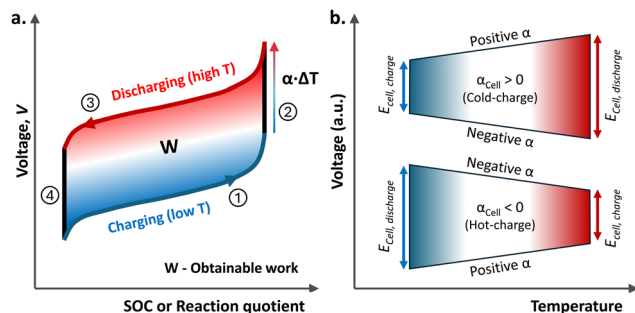 a.
Voltage, V
Discharging (high T)
③
α·ΔT
②
W
④
①
Charging (low T)
W - Obtainable work
SOC or Reaction quotient
b.
Voltage (a.u.)
Positive α
E_cell, charge
α_Cell > 0
(Cold-charge)
E_cell, discharge
Negative α
Negative α
E_Cell, discharge
α_Cell < 0
(Hot-charge)
E_cell, charge
Positive α
Temperature